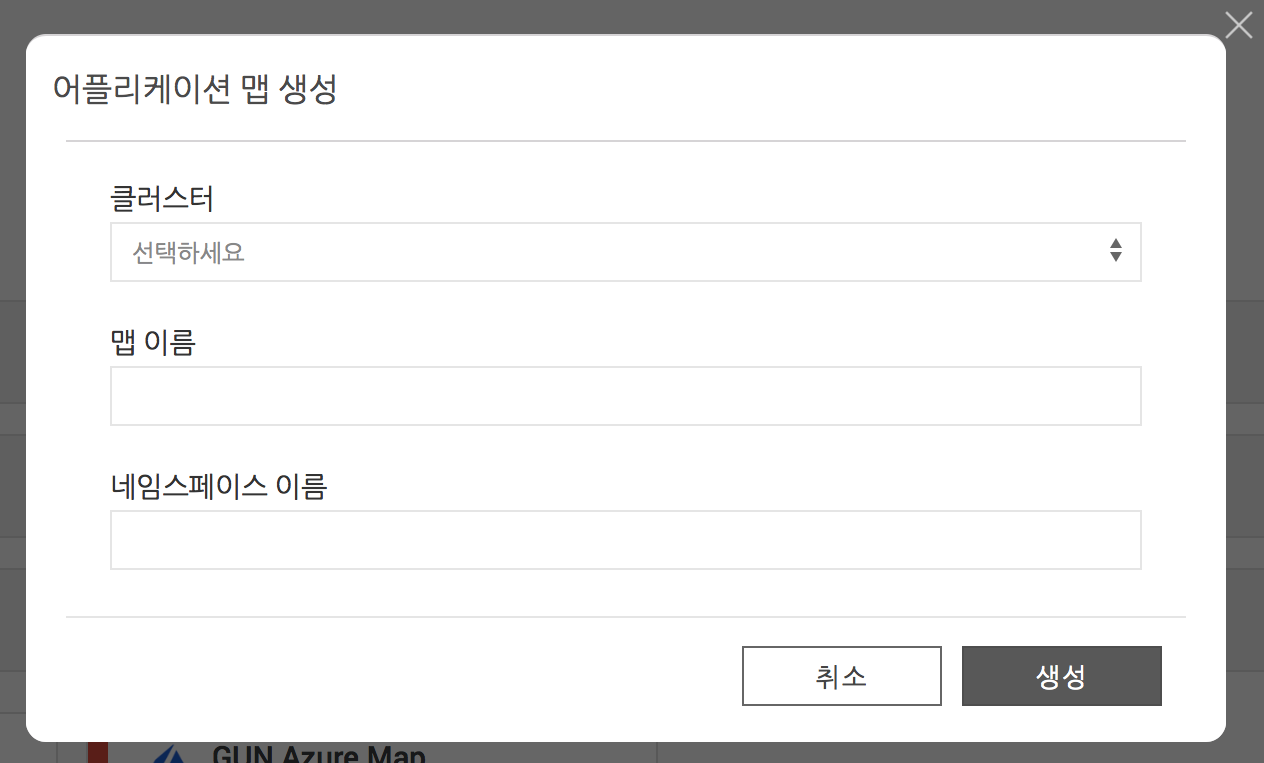 어플리케이션 맵 생성
클러스터
선택하세요
맵 이름
네임스페이스 이름
취소
생성
GUN Azure Map